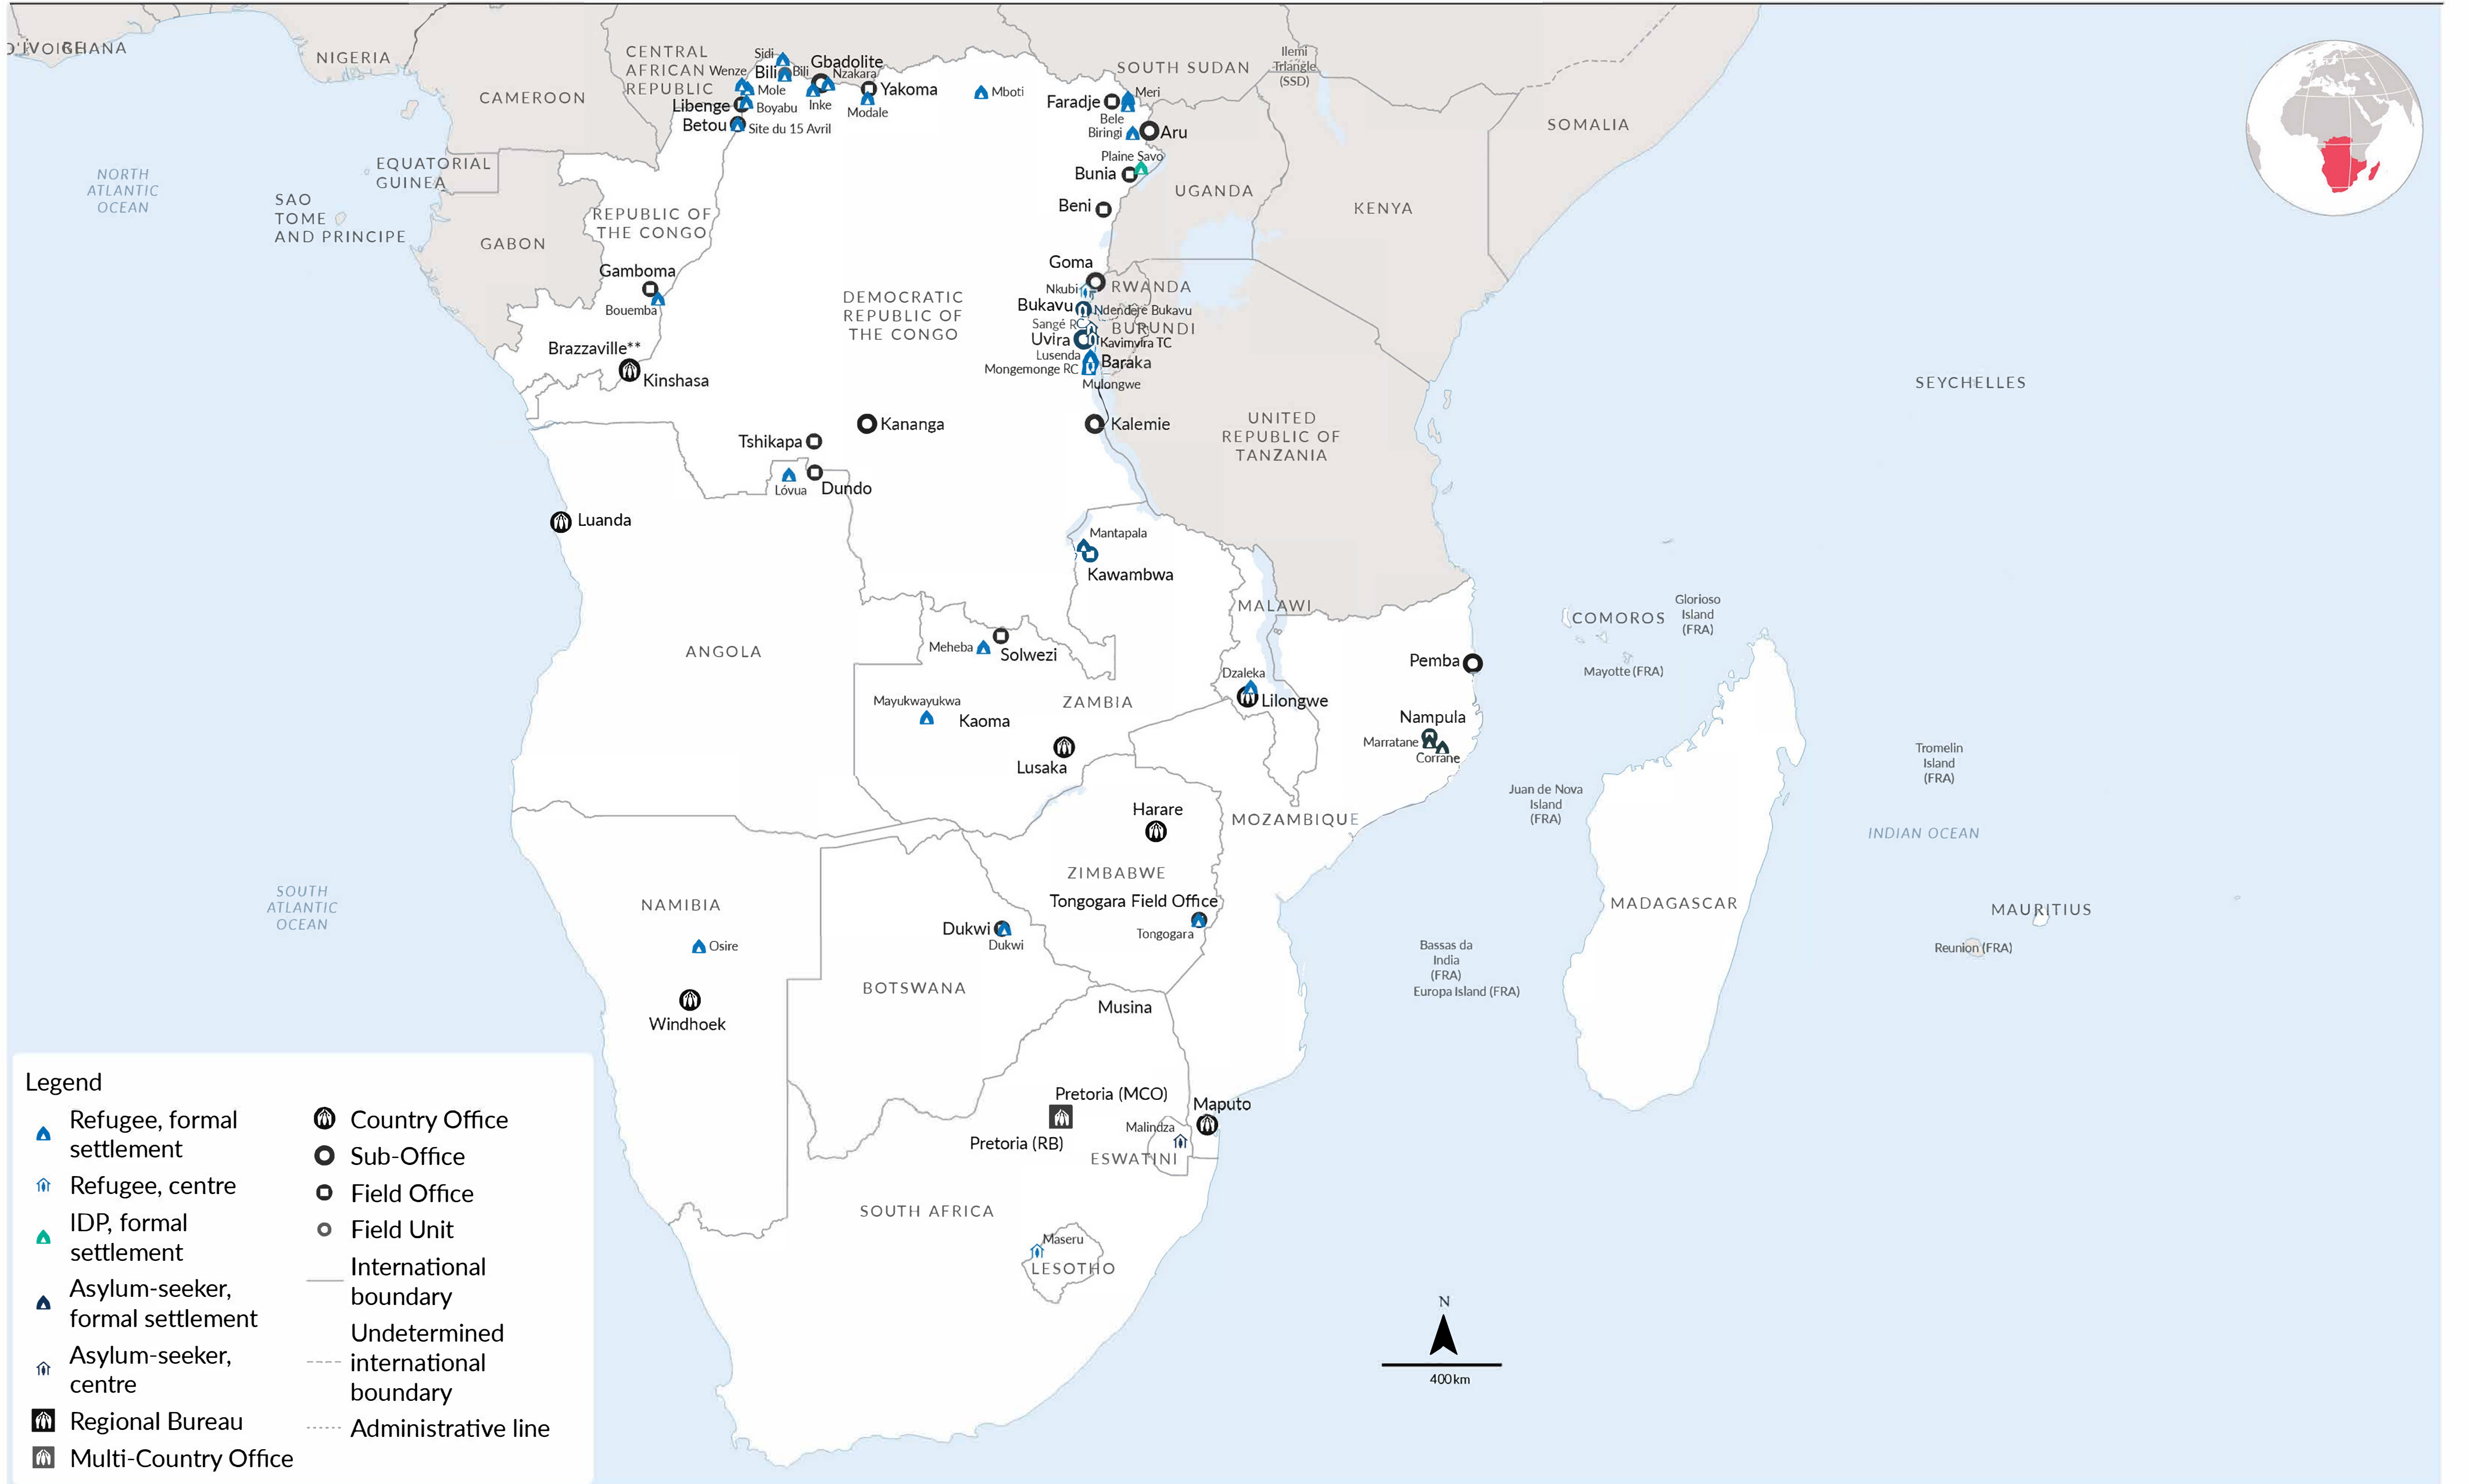 D'IVOIRE
GHANA
NIGERIA
CAMEROON
CENTRAL
AFRICAN
REPUBLIC
SOUTH SUDAN
Ilemi
Triangle
(SSD)
SOMALIA
Sidi
Wenze
Bili
Bili
Gbadolite
Nzakara
Mole
Libenge
Boyabu
Inke
Yakoma
Modale
Betou
Site du 15 Avril
Mboti
Faradje
Meri
Bele
Biringi
Aru
Plaine Savo
Bunia
Beni
UGANDA
KENYA
EQUATORIAL
GUINEA
NORTH
ATLANTIC
OCEAN
SAO
TOME
AND PRINCIPE
GABON
REPUBLIC OF
THE CONGO
Gamboma
Bouemba
DEMOCRATIC
REPUBLIC OF
THE CONGO
Goma
Nkubi
RWANDA
Bukavu
Ndendere Bukavu
Sangé RC
BURUNDI
Uvira
Kavimvira TC
Lusenda
Baraka
Mongemonge RC
Mulongwe
Brazzaville**
Kinshasa
SEYCHELLES
Kananga
Kalemie
UNITED
REPUBLIC OF
TANZANIA
Tshikapa
Lóvua
Dundo
Luanda
Mantapala
Kawambwa
MALAWI
COMOROS
Glorioso
Island
(FRA)
Mayotte (FRA)
ANGOLA
Meheba
Solwezi
Pemba
Dzaleka
Lilongwe
Mayukwayukwa
Kaoma
ZAMBIA
Lusaka
Nampula
Marratane
Corrane
Tromelin
Island
(FRA)
Juan de Nova
Island
(FRA)
Harare
MOZAMBIQUE
INDIAN OCEAN
ZIMBABWE
SOUTH
ATLANTIC
OCEAN
NAMIBIA
Tongogara Field Office
Tongogara
MADAGASCAR
MAURITIUS
Reunion (FRA)
Dukwi
Dukwi
Osire
Bassas da
India
(FRA)
Europa Island (FRA)
BOTSWANA
Musina
Windhoek
Pretoria (MCO)
Maputo
Malindza
Pretoria (RB)
ESWATINI
SOUTH AFRICA
Maseru
LESOTHO
N
400 km
Legend
Refugee, formal
settlement
Refugee, centre
IDP, formal
settlement
Asylum-seeker,
formal settlement
Asylum-seeker,
centre
Regional Bureau
Multi-Country Office
Country Office
Sub-Office
Field Office
Field Unit
International
boundary
Undetermined
international
boundary
Administrative line